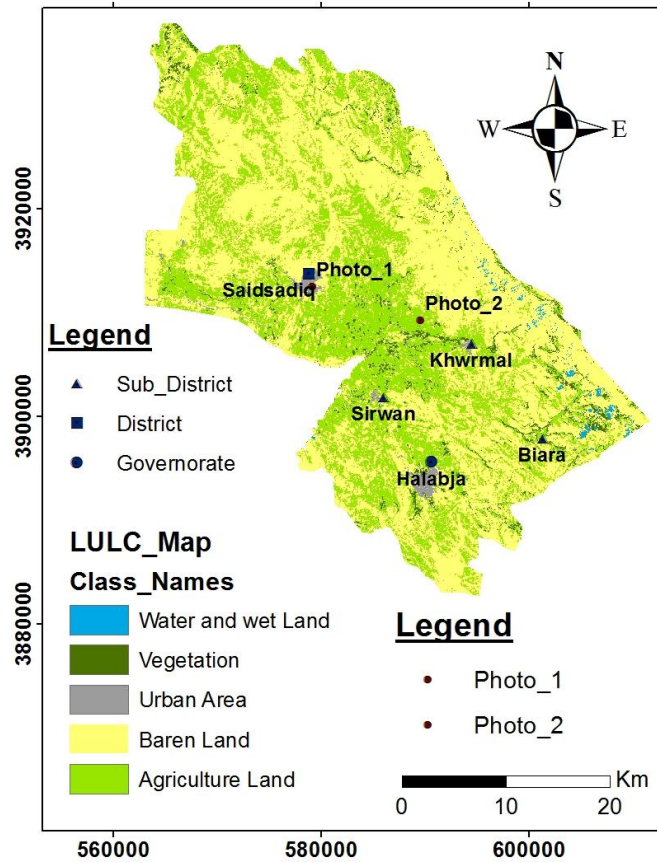 N
W E
S
3920000
3900000
3880000
Photo_1
Saidsadiq
Photo_2
Khwrmal
Sirwan
Biara
Halabja
Legend
Sub_District
District
Governorate
LULC_Map
Class_Names
Water and wet Land
Vegetation
Urban Area
Baren Land
Agriculture Land
Legend
Photo_1
Photo_2
Km
0 10 20
560000 580000 600000